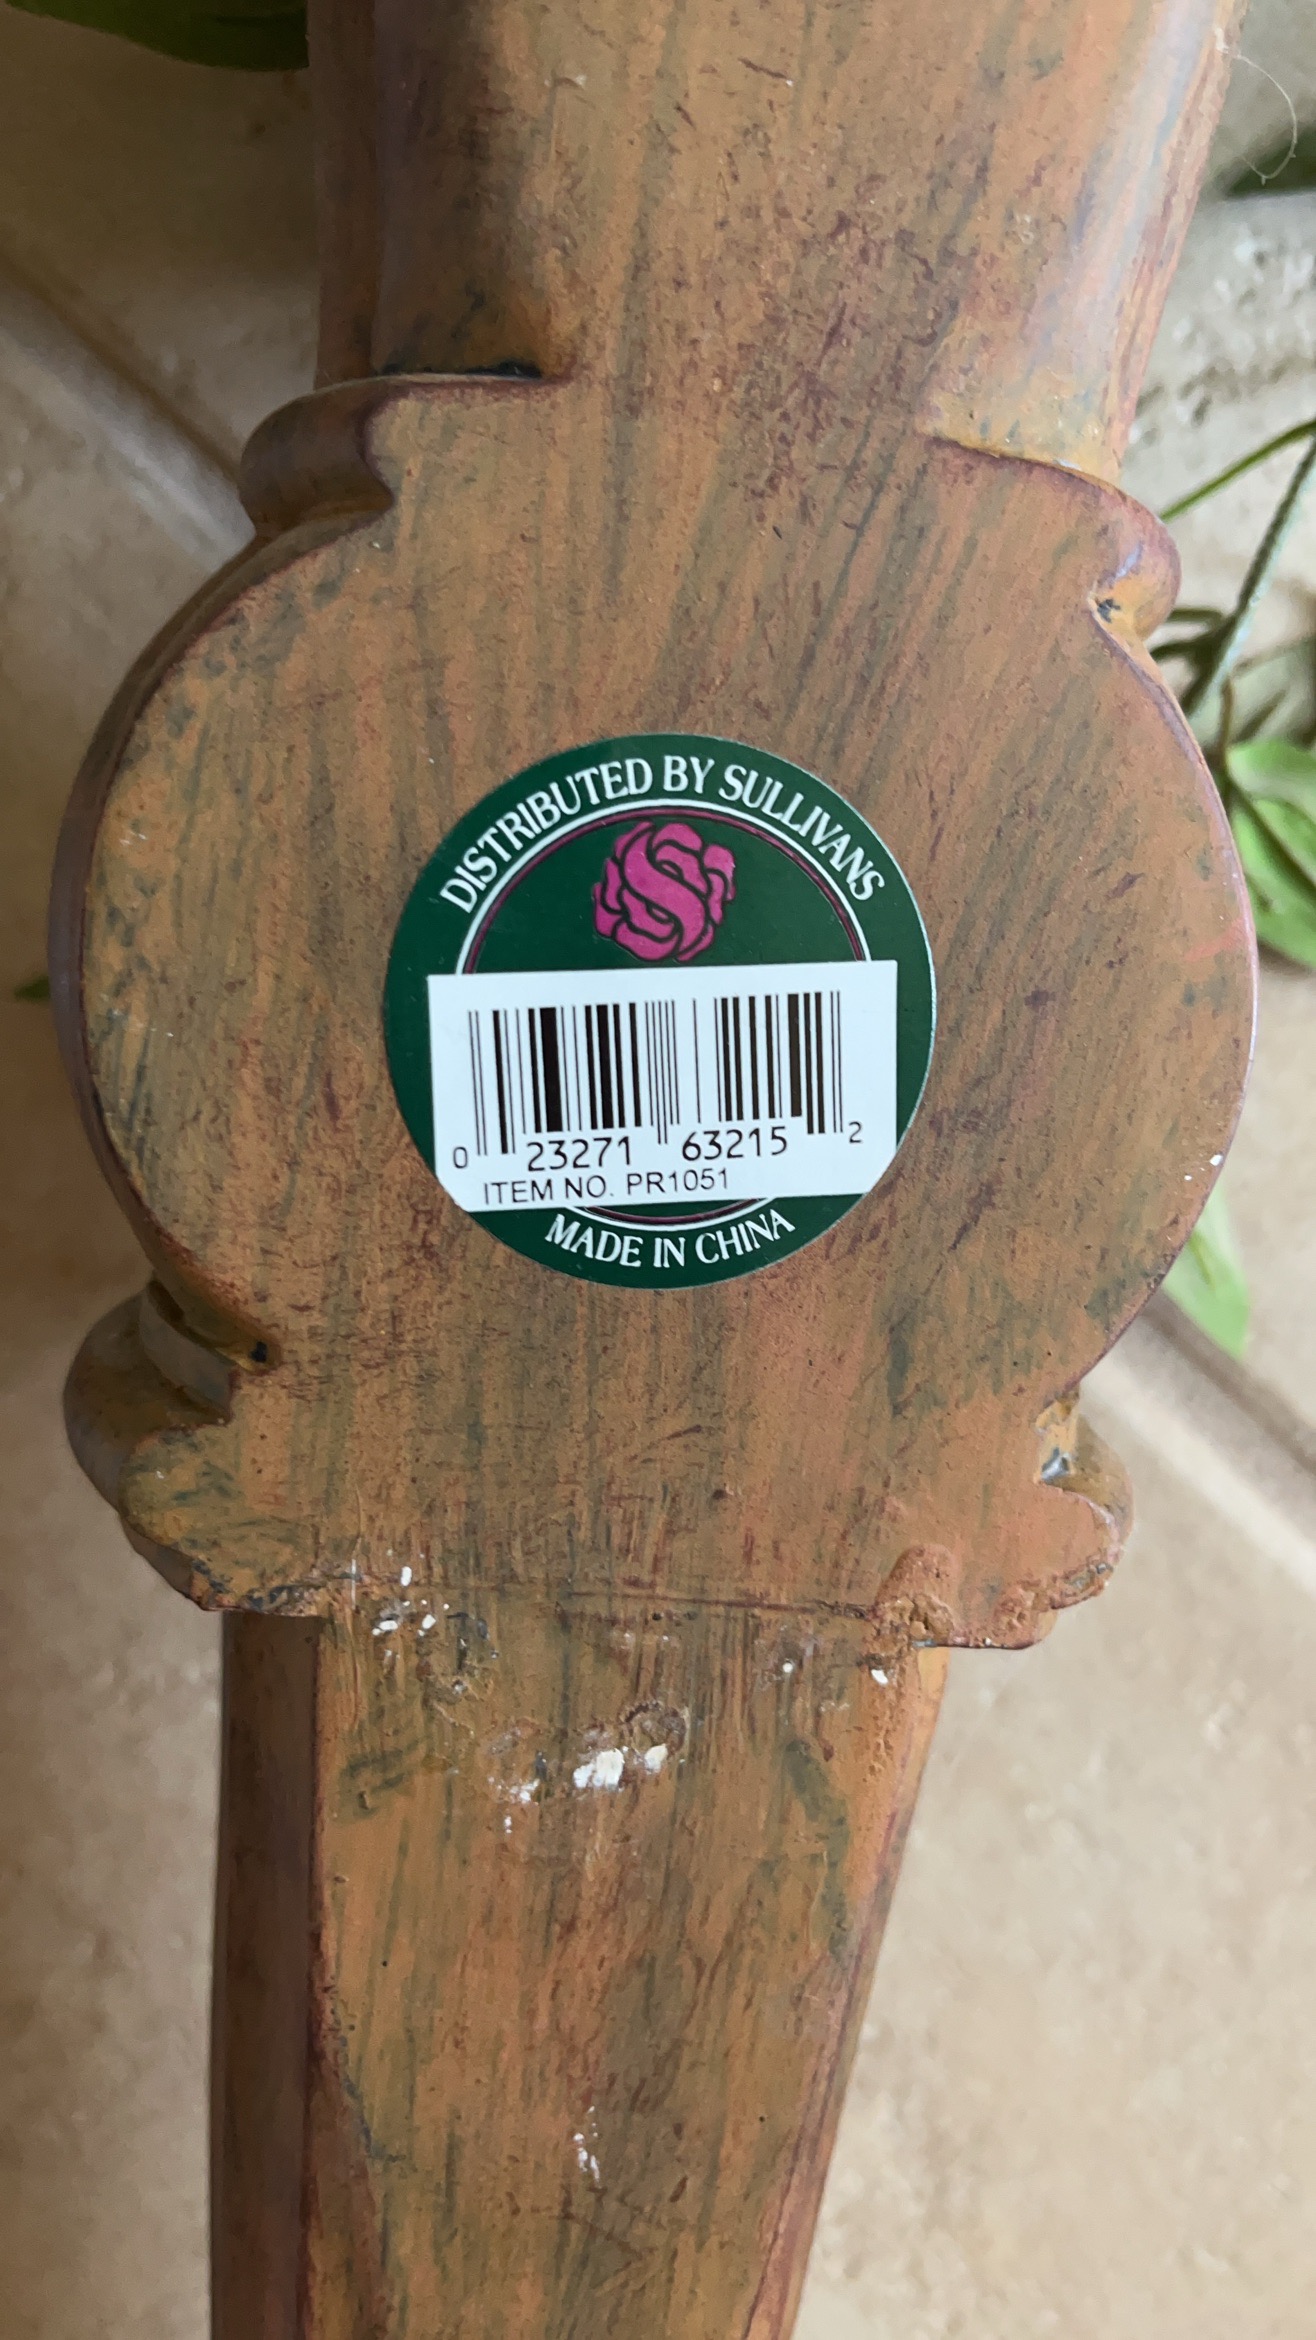 DISTRIBUTED BY SULLIVANS
S
0 23271 63215 2
ITEM NO. PR1051
MADE IN CHINA